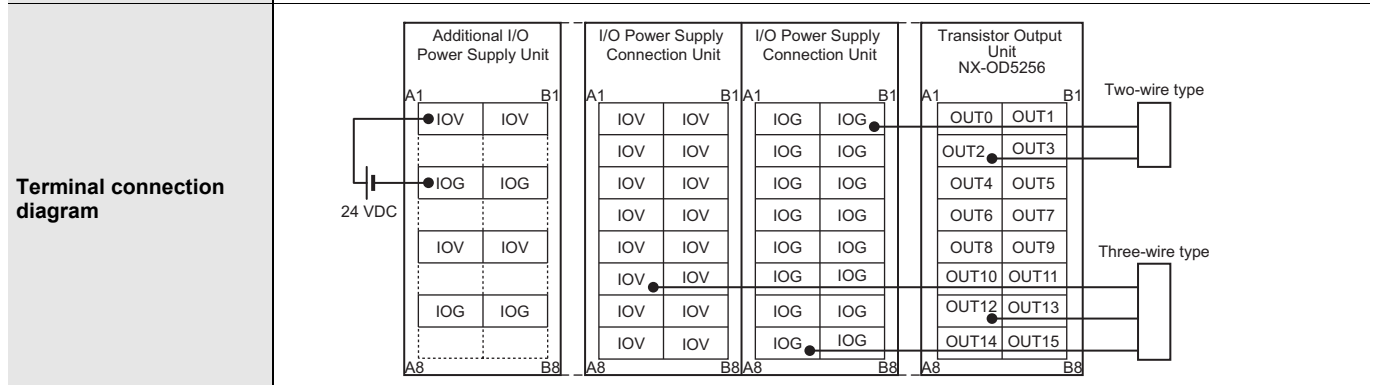 Terminal connection
diagram
Additional I/O
Power Supply Unit
A1 B1
IOV IOV
IOG IOG
IOV IOV
IOG IOG
A8 B8
24 VDC
I/O Power Supply
Connection Unit
A1 B1
IOV IOV
IOV IOV
IOV IOV
IOV IOV
IOV IOV
IOV IOV
IOV IOV
IOV IOV
A8 B8
I/O Power Supply
Connection Unit
A1 B1
IOG IOG
IOG IOG
IOG IOG
IOG IOG
IOG IOG
IOG IOG
IOG IOG
IOG IOG
A8 B8
Transistor Output
Unit
NX-OD5256
A1 B1
OUT0 OUT1
OUT2 OUT3
OUT4 OUT5
OUT6 OUT7
OUT8 OUT9
OUT10 OUT11
OUT12 OUT13
OUT14 OUT15
A8 B8
Two-wire type
Three-wire type